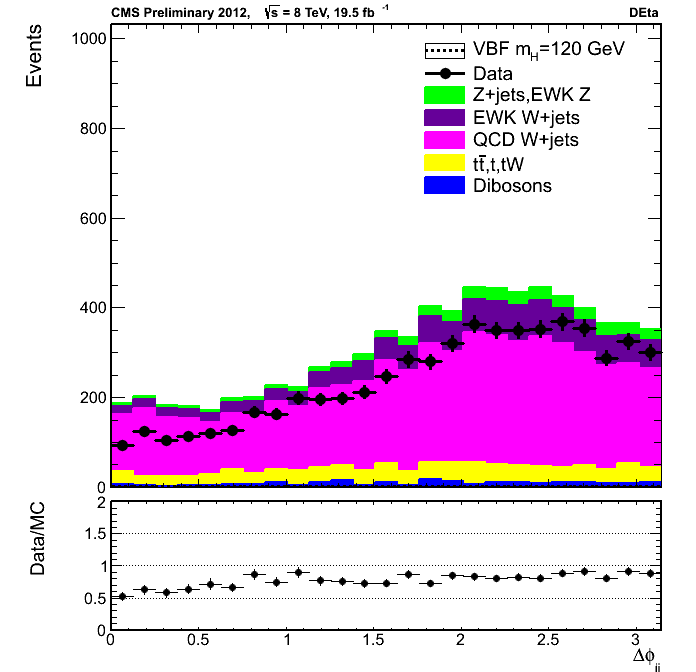 CMS Preliminary 2012, √s = 8 TeV, 19.5 fb⁻¹ DEta
Events
1000
800
600
400
200
0
VBF m_H=120 GeV
Data
Z+jets,EWK Z
EWK W+jets
QCD W+jets
tt̄,t,tW
Dibosons
Data/MC
2
1.5
1
0.5
0
0 0.5 1 1.5 2 2.5 3
Δϕ_jj